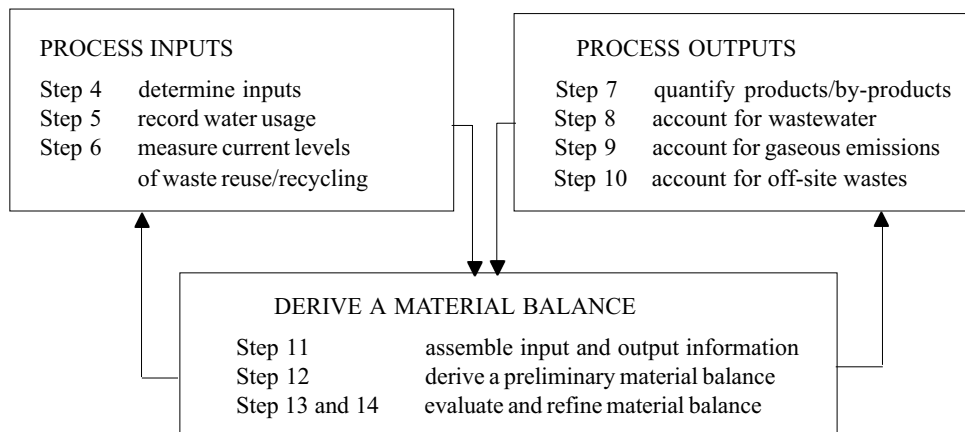 PROCESS INPUTS
Step 4 determine inputs
Step 5 record water usage
Step 6 measure current levels
of waste reuse/recycling
PROCESS OUTPUTS
Step 7 quantify products/by-products
Step 8 account for wastewater
Step 9 account for gaseous emissions
Step 10 account for off-site wastes
DERIVE A MATERIAL BALANCE
Step 11 assemble input and output information
Step 12 derive a preliminary material balance
Step 13 and 14 evaluate and refine material balance